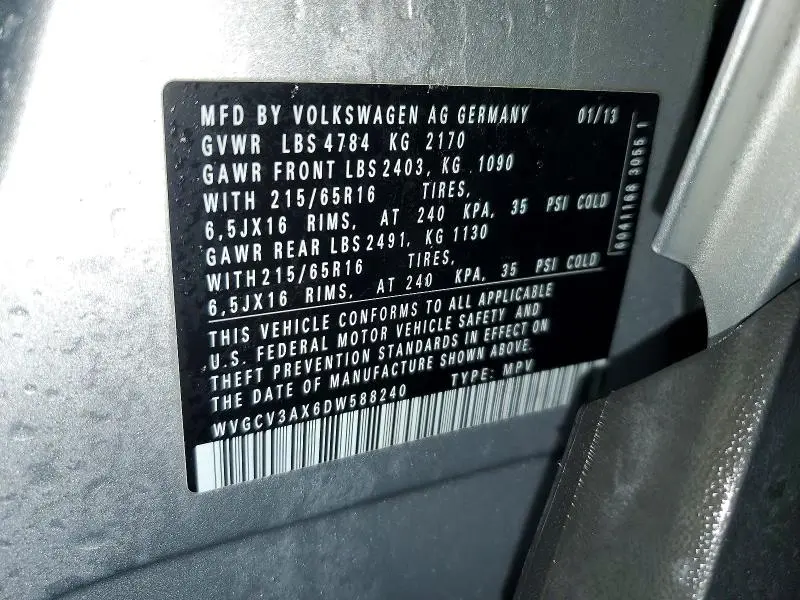 MFD BY VOLKSWAGEN AG GERMANY 01/13
GVWR LBS 4784 KG 2170
GAWR FRONT LBS 2403, KG 1090
WITH 215/65R16 TIRES,
6,5JX16 RIMS, AT 240 KPA, 35 PSI COLD
GAWR REAR LBS 2491, KG 1130
WITH 215/65R16 TIRES,
6,5JX16 RIMS, AT 240 KPA, 35 PSI COLD
THIS VEHICLE CONFORMS TO ALL APPLICABLE
U.S. FEDERAL MOTOR VEHICLE SAFETY AND
THEFT PREVENTION STANDARDS IN EFFECT ON
THE DATE OF MANUFACTURE SHOWN ABOVE.
WVGCV3AX6DW588240 TYPE: MPV